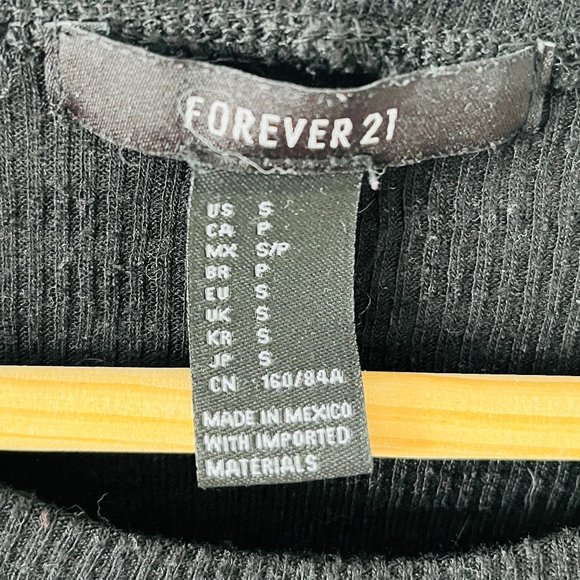 FOREVER 21
US S
CA P
MX S/P
BR P
EU S
UK S
KR S
JP S
CN 160/84A
MADE IN MEXICO
WITH IMPORTED
MATERIALS